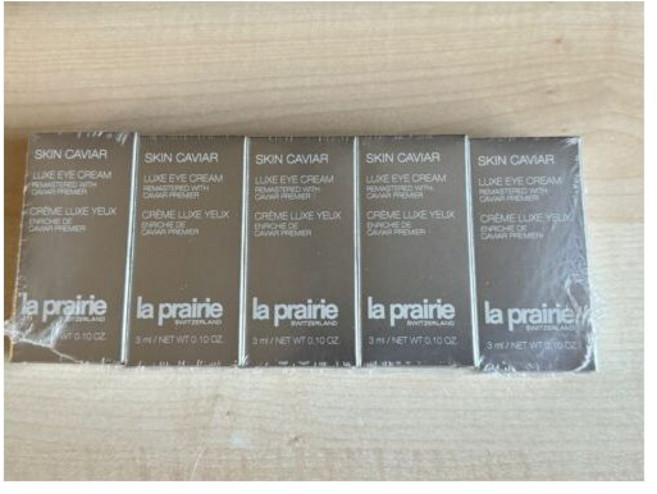 SKIN CAVIAR
LUXE EYE CREAM
REMASTERED WITH
CAVIAR PREMIER
CRÈME LUXE YEUX
ENRICHIE DE
CAVIAR PREMIER
la prairie
SWITZERLAND
NET WT 0.10 OZ.
SKIN CAVIAR
LUXE EYE CREAM
REMASTERED WITH
CAVIAR PREMIER
CRÈME LUXE YEUX
ENRICHIE DE
CAVIAR PREMIER
la prairie
SWITZERLAND
3 ml / NET WT 0.10 OZ.
SKIN CAVIAR
LUXE EYE CREAM
REMASTERED WITH
CAVIAR PREMIER
CRÈME LUXE YEUX
ENRICHIE DE
CAVIAR PREMIER
la prairie
SWITZERLAND
3 ml / NET WT 0.10 OZ.
SKIN CAVIAR
LUXE EYE CREAM
REMASTERED WITH
CAVIAR PREMIER
CRÈME LUXE YEUX
ENRICHIE DE
CAVIAR PREMIER
la prairie
SWITZERLAND
3 ml / NET WT 0.10 OZ.
SKIN CAVIAR
LUXE EYE CREAM
REMASTERED WITH
CAVIAR PREMIER
CRÈME LUXE YEUX
ENRICHIE DE
CAVIAR PREMIER
la prairie
SWITZERLAND
3 ml / NET WT 0.10 OZ.